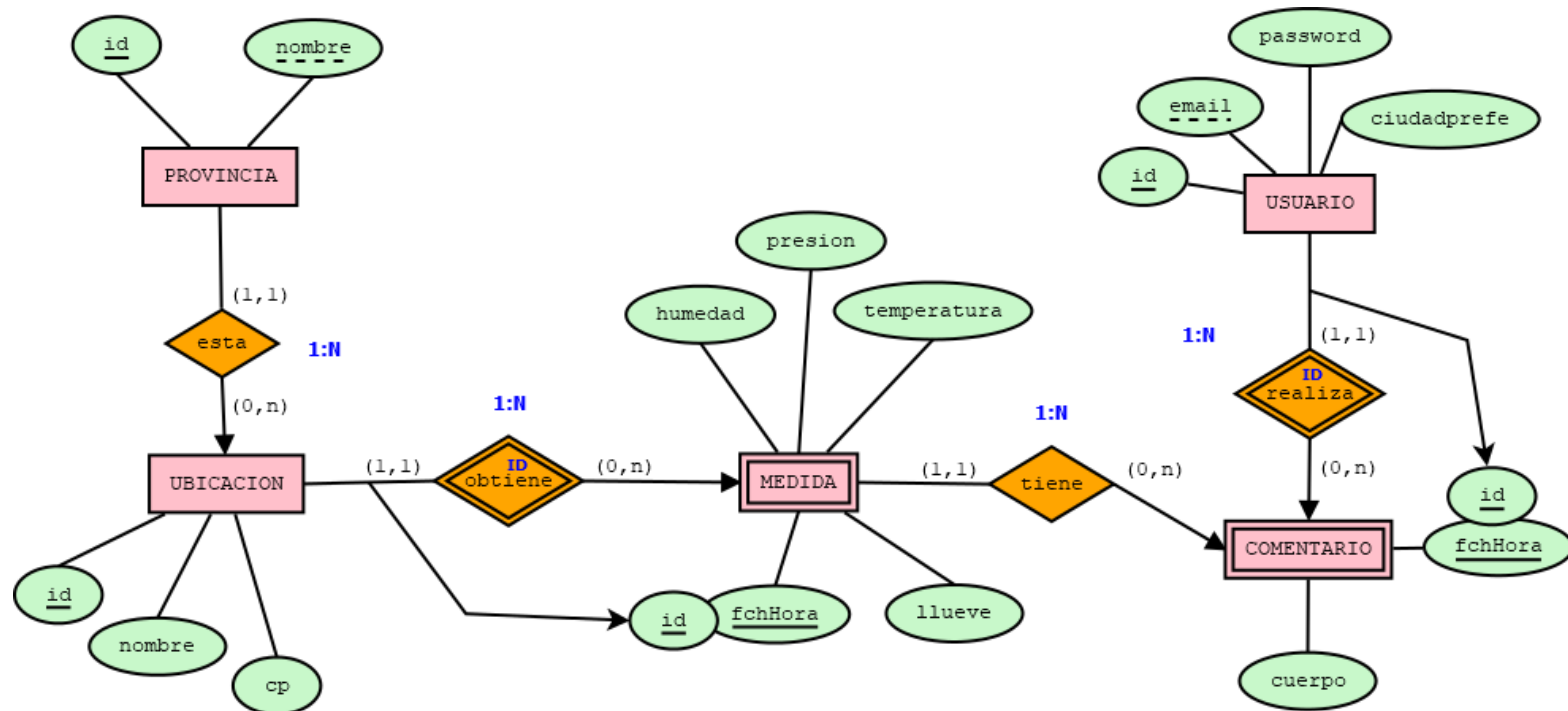 password
id
nombre
email
ciudadprefe
id
PROVINCIA
USUARIO
presion
(1,1)
humedad
temperatura
esta
1:N
1:N
(1,1)
ID
realiza
(0,n)
1:N
1:N
(1,1)
ID
obtiene
(0,n)
(1,1)
(0,n)
(0,n)
UBICACION
MEDIDA
tiene
id
COMENTARIO
fchHora
id
nombre
cp
id
fchHora
llueve
cuerpo